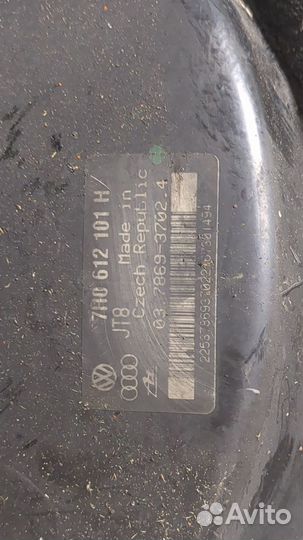 7H0 612 101 H
JT8
Made in
Czech Republic
03.7869-3702.4
Avito